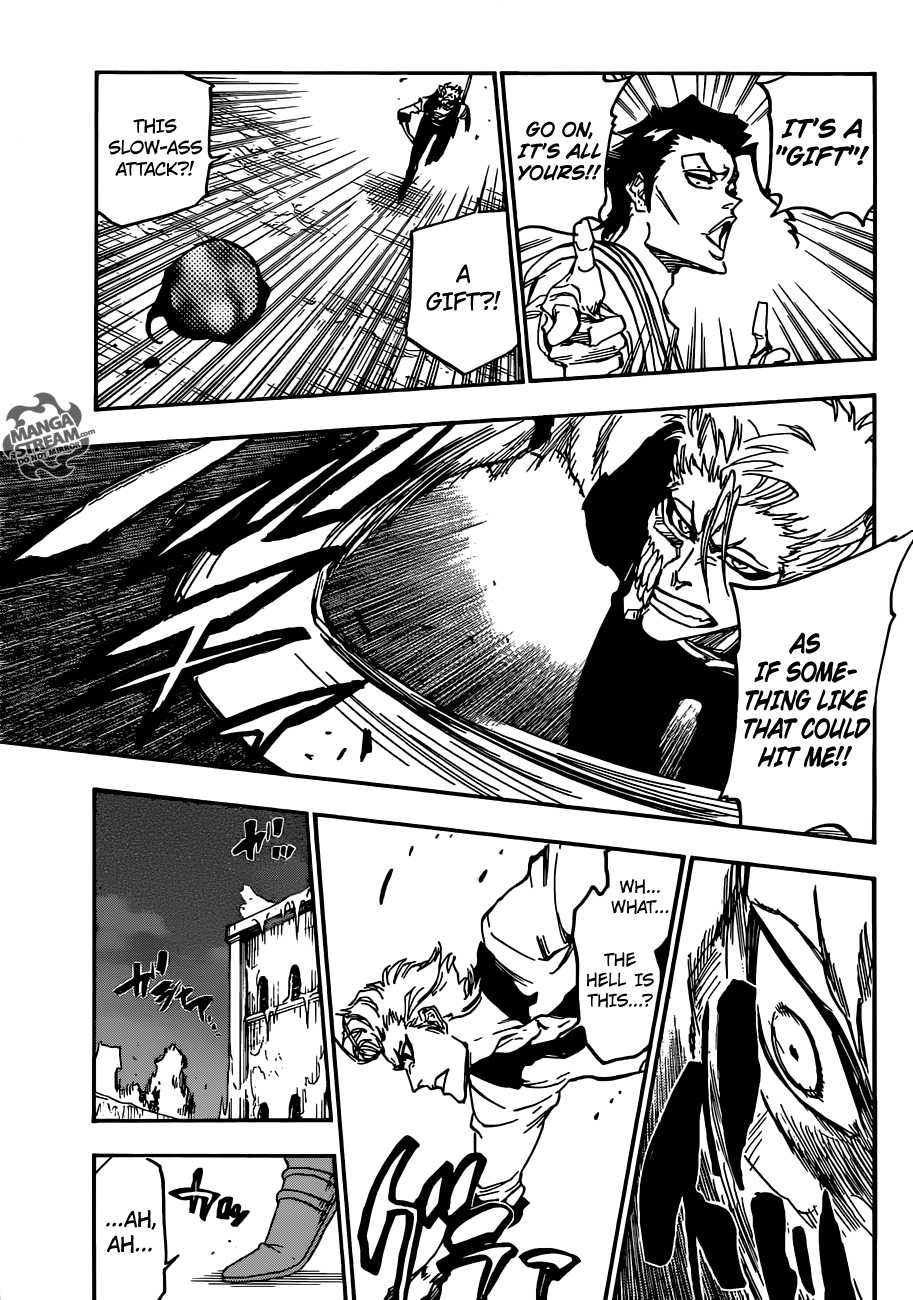 IT'S A
"GIFT"!
GO ON,
IT'S ALL
YOURS!!
THIS
SLOW-ASS
ATTACK?!
A
GIFT?!
MANGA
STREAM.com
AS
IF SOME-
THING LIKE
THAT COULD
HIT ME!!
WH...
WHAT...
THE
HELL IS
THIS...?
...AH,
AH...